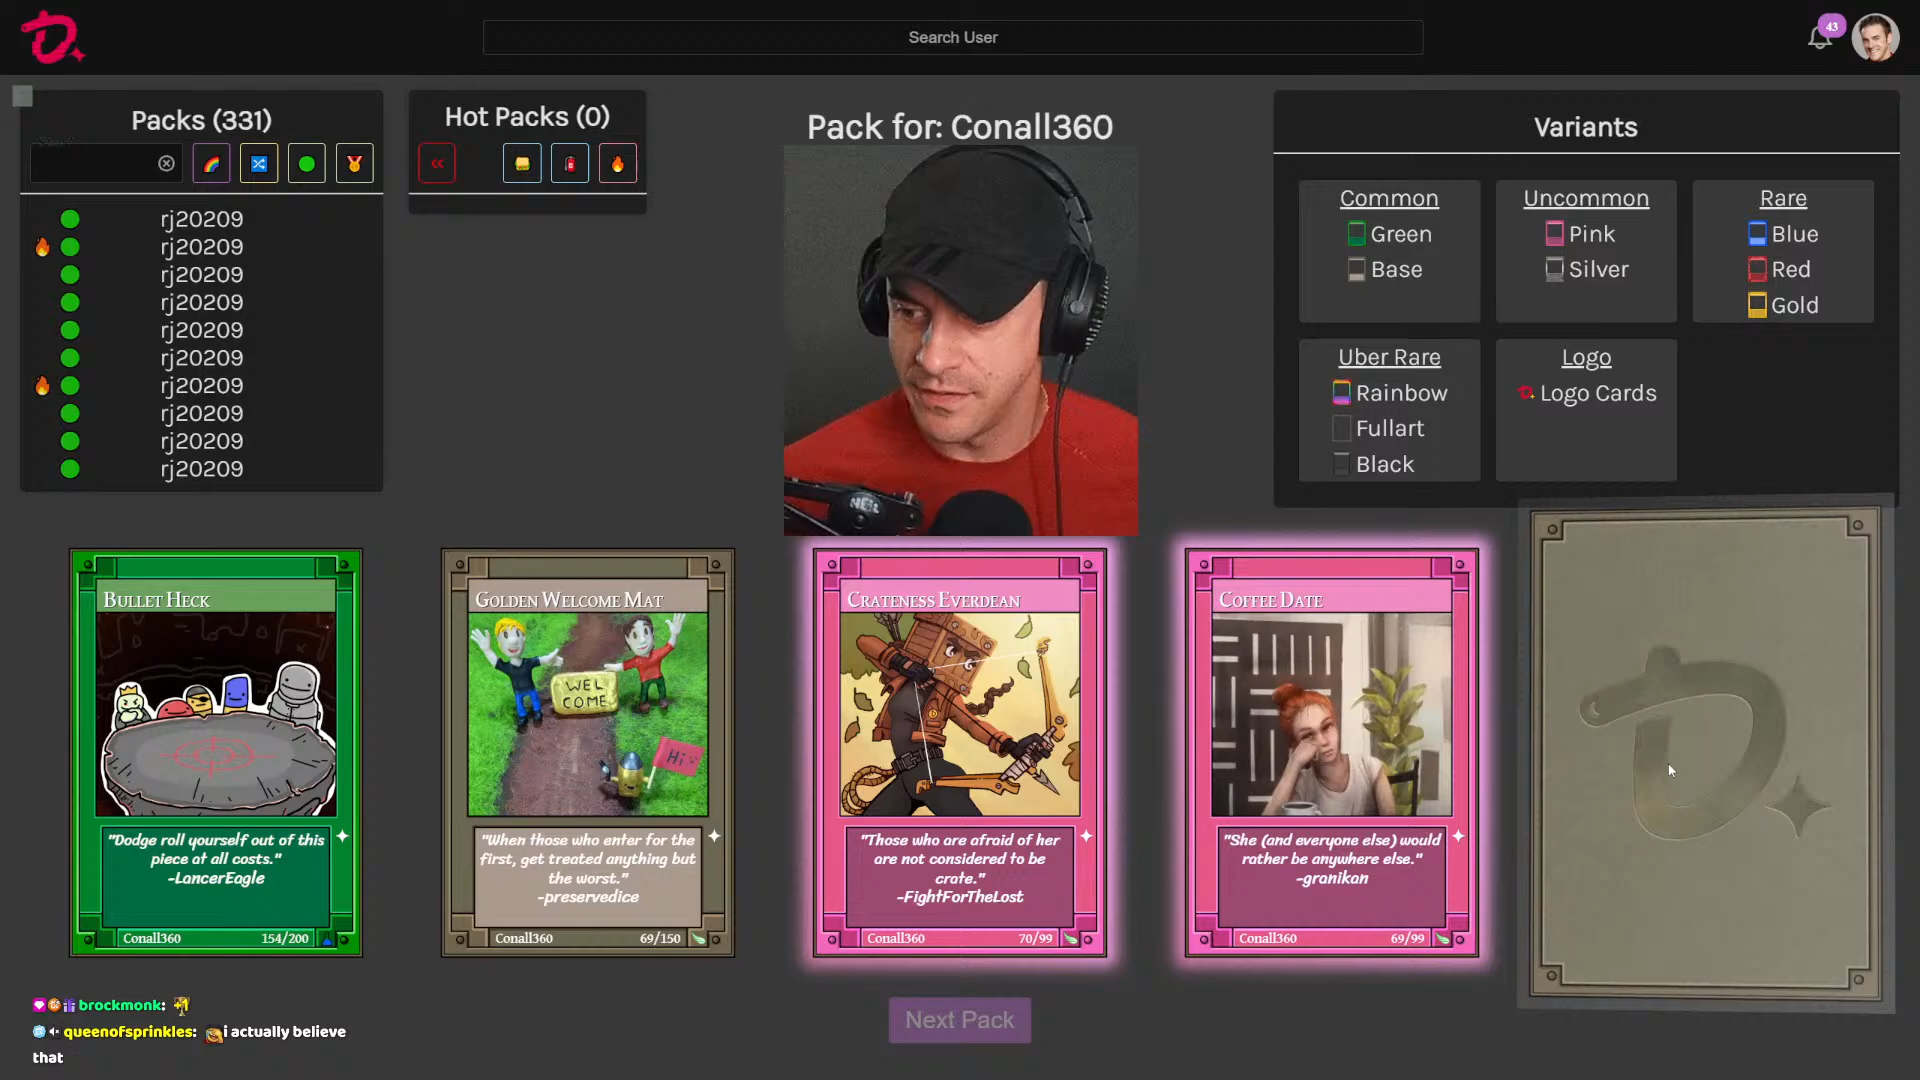 Search User
43
Packs (331)
rj20209
rj20209
rj20209
rj20209
rj20209
rj20209
rj20209
rj20209
rj20209
rj20209
Hot Packs (0)
Pack for: Conall360
NEIL
Variants
Common
Green
Base
Uncommon
Pink
Silver
Rare
Blue
Red
Gold
Uber Rare
Rainbow
Fullart
Black
Logo
Logo Cards
Bullet Heck
"Dodge roll yourself out of this
piece at all costs."
-LancerEagle
Conall360 154/200
Golden Welcome Mat
WEL
COME
Hi
"When those who enter for the
first, get treated anything but
the worst."
-preservedice
Conall360 69/150
Crateness Everdean
"Those who are afraid of her
are not considered to be
crate."
-FightForTheLost
Conall360 70/99
Coffee Date
"She (and everyone else) would
rather be anywhere else."
-granikan
Conall360 69/99
Next Pack
brockmonk:
queenofsprinkles: i actually believe
that